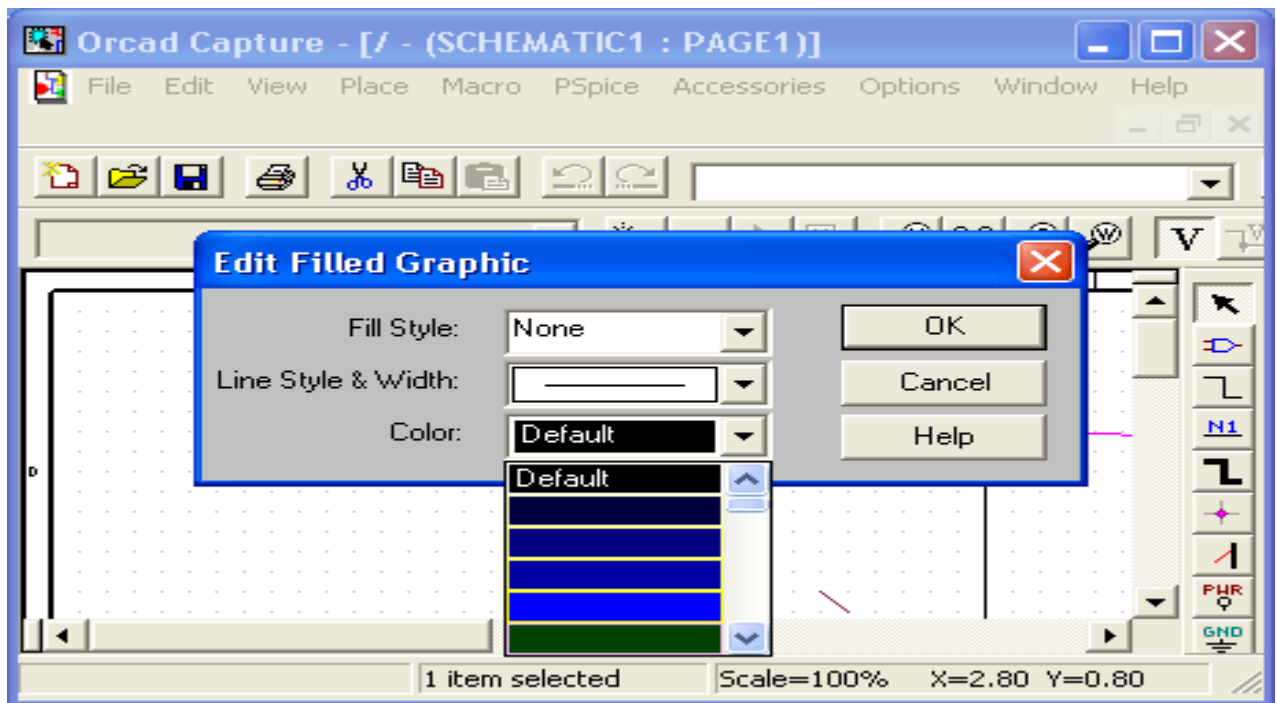 Orcad Capture - [/ - (SCHEMATIC1 : PAGE1)]
File Edit View Place Macro PSpice Accessories Options Window Help
V
Edit Filled Graphic
Fill Style: None OK
Line Style & Width: Cancel
Color: Default Help
Default
N1
D
PWR
GND
1 item selected Scale=100% X=2.80 Y=0.80